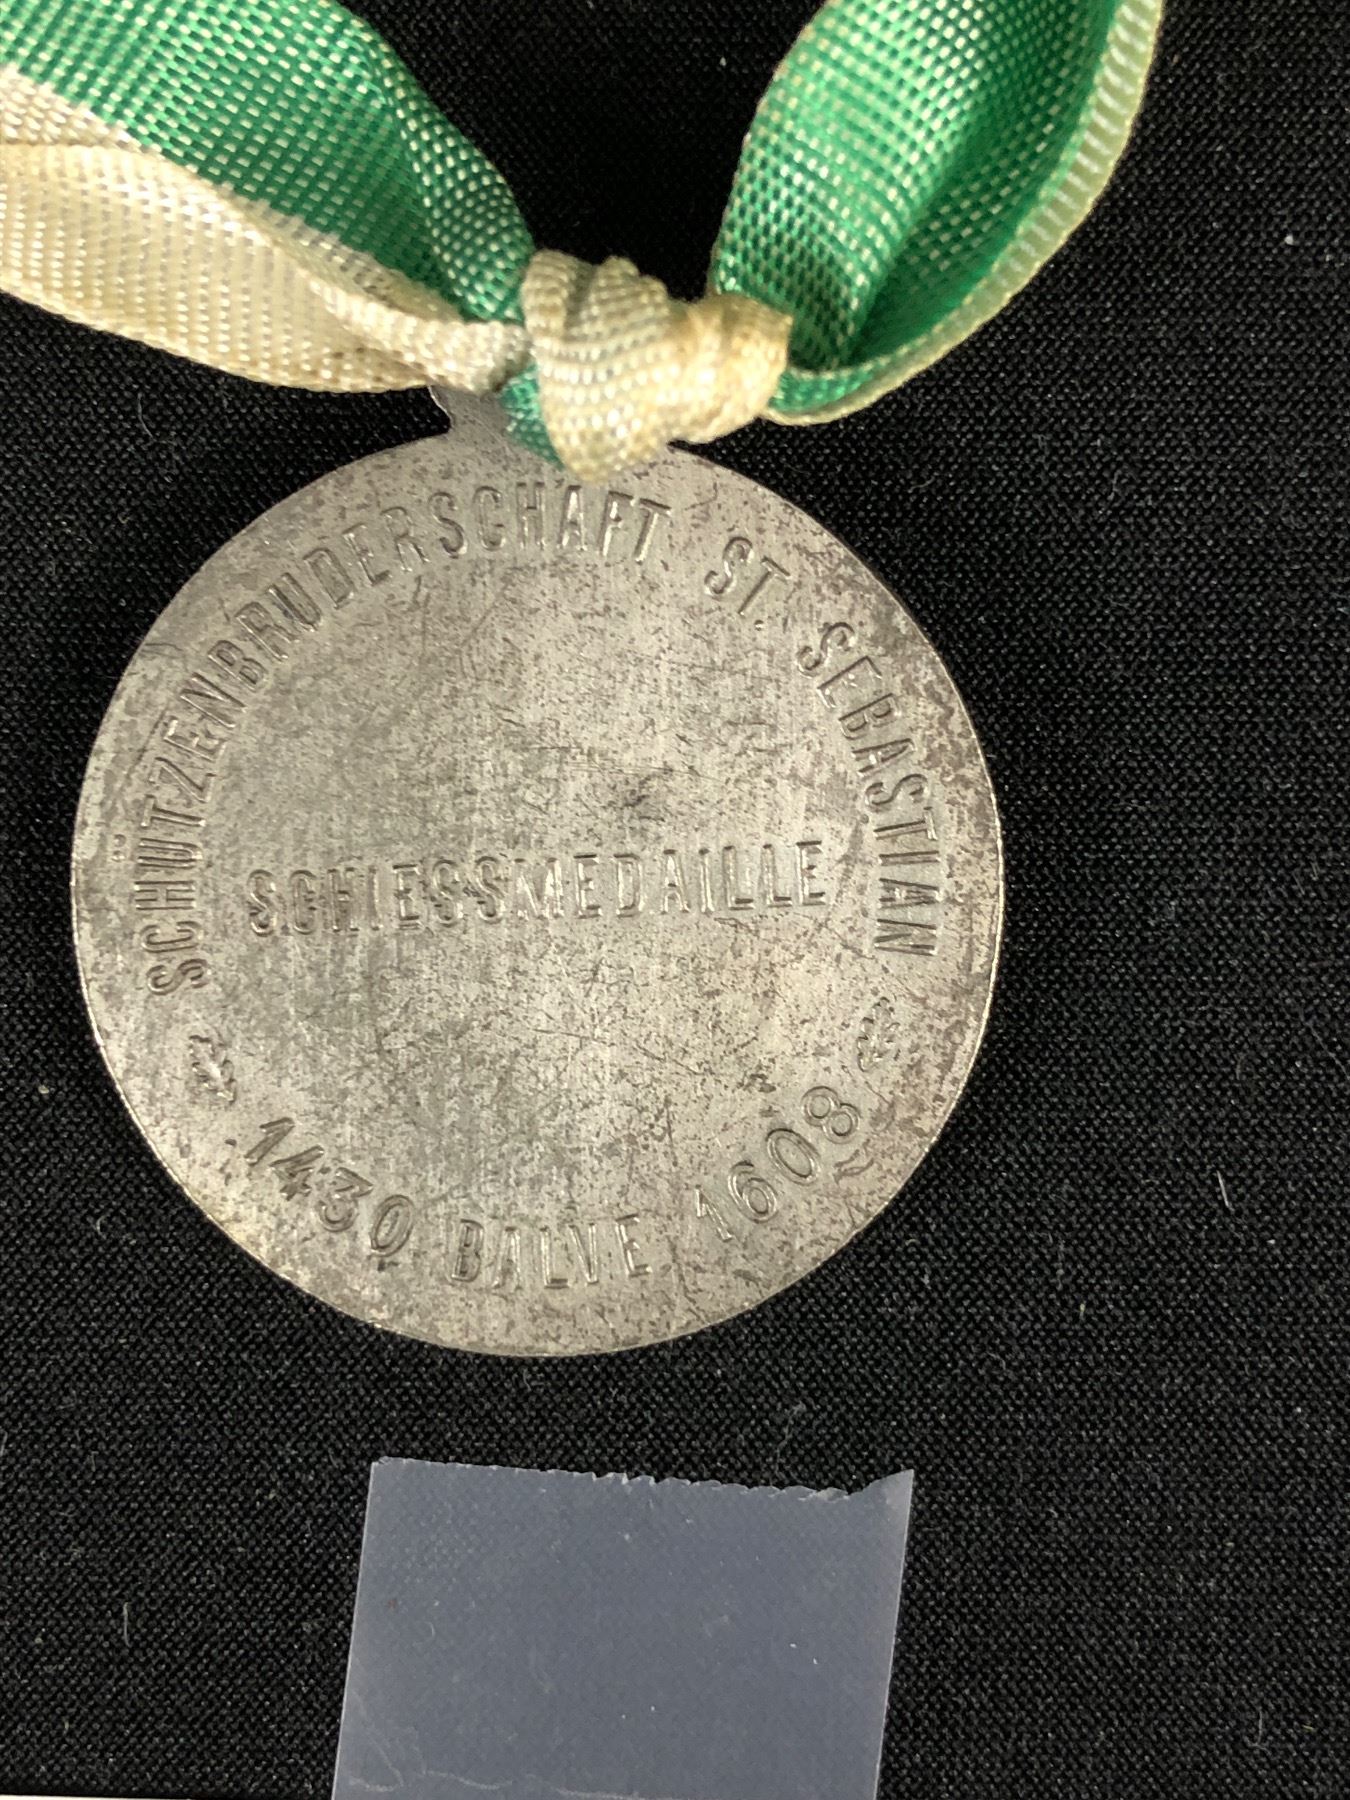 SCHÜTZENBRUDERSCHAFT ST. SEBASTIAN
SCHIESSMEDAILLE
1430 BALVE 1608